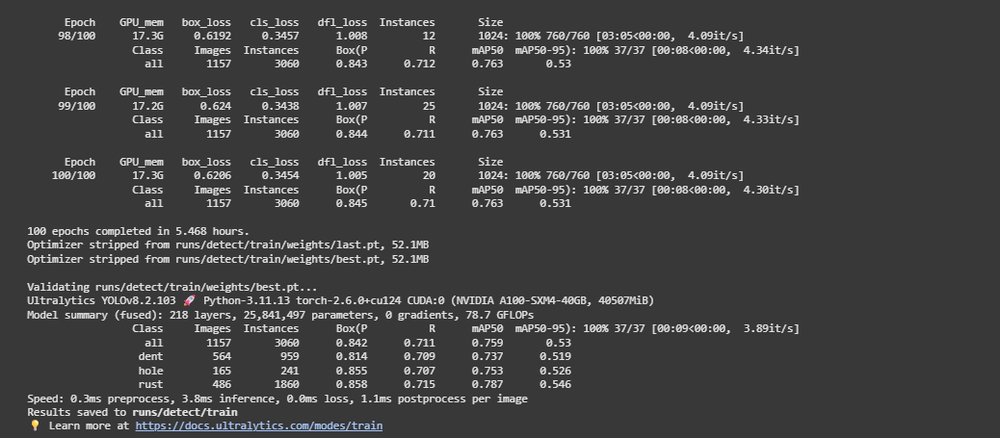 Epoch GPU_mem box_loss cls_loss dfl_loss Instances Size
98/100 17.3G 0.6192 0.3457 1.008 12 1024: 100% 760/760 [03:05<00:00, 4.09it/s]
Class Images Instances Box(P R mAP50 mAP50-95): 100% 37/37 [00:08<00:00, 4.34it/s]
all 1157 3060 0.843 0.712 0.763 0.53
Epoch GPU_mem box_loss cls_loss dfl_loss Instances Size
99/100 17.2G 0.624 0.3438 1.007 25 1024: 100% 760/760 [03:05<00:00, 4.09it/s]
Class Images Instances Box(P R mAP50 mAP50-95): 100% 37/37 [00:08<00:00, 4.33it/s]
all 1157 3060 0.844 0.711 0.763 0.531
Epoch GPU_mem box_loss cls_loss dfl_loss Instances Size
100/100 17.3G 0.6206 0.3454 1.005 20 1024: 100% 760/760 [03:05<00:00, 4.09it/s]
Class Images Instances Box(P R mAP50 mAP50-95): 100% 37/37 [00:08<00:00, 4.30it/s]
all 1157 3060 0.845 0.71 0.763 0.531
100 epochs completed in 5.468 hours.
Optimizer stripped from runs/detect/train/weights/last.pt, 52.1MB
Optimizer stripped from runs/detect/train/weights/best.pt, 52.1MB
Validating runs/detect/train/weights/best.pt...
Ultralytics YOLOv8.2.103 🚀 Python-3.11.13 torch-2.6.0+cu124 CUDA:0 (NVIDIA A100-SXM4-40GB, 40507MiB)
Model summary (fused): 218 layers, 25,841,497 parameters, 0 gradients, 78.7 GFLOPs
Class Images Instances Box(P R mAP50 mAP50-95): 100% 37/37 [00:09<00:00, 3.89it/s]
all 1157 3060 0.842 0.711 0.759 0.53
dent 564 959 0.814 0.709 0.737 0.519
hole 165 241 0.855 0.707 0.753 0.526
rust 486 1860 0.858 0.715 0.787 0.546
Speed: 0.3ms preprocess, 3.8ms inference, 0.0ms loss, 1.1ms postprocess per image
Results saved to runs/detect/train
💡 Learn more at https://docs.ultralytics.com/modes/train